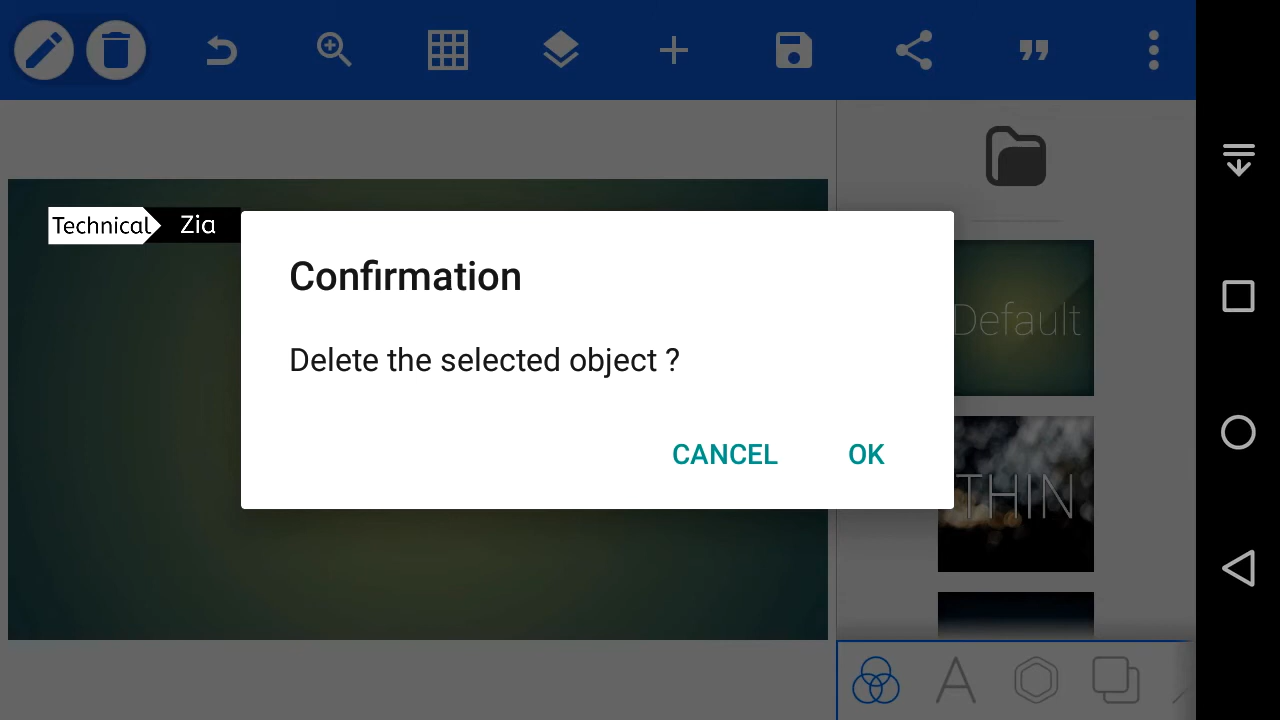 Technical Zia
Confirmation
Delete the selected object ?
CANCEL OK
Default
THIN